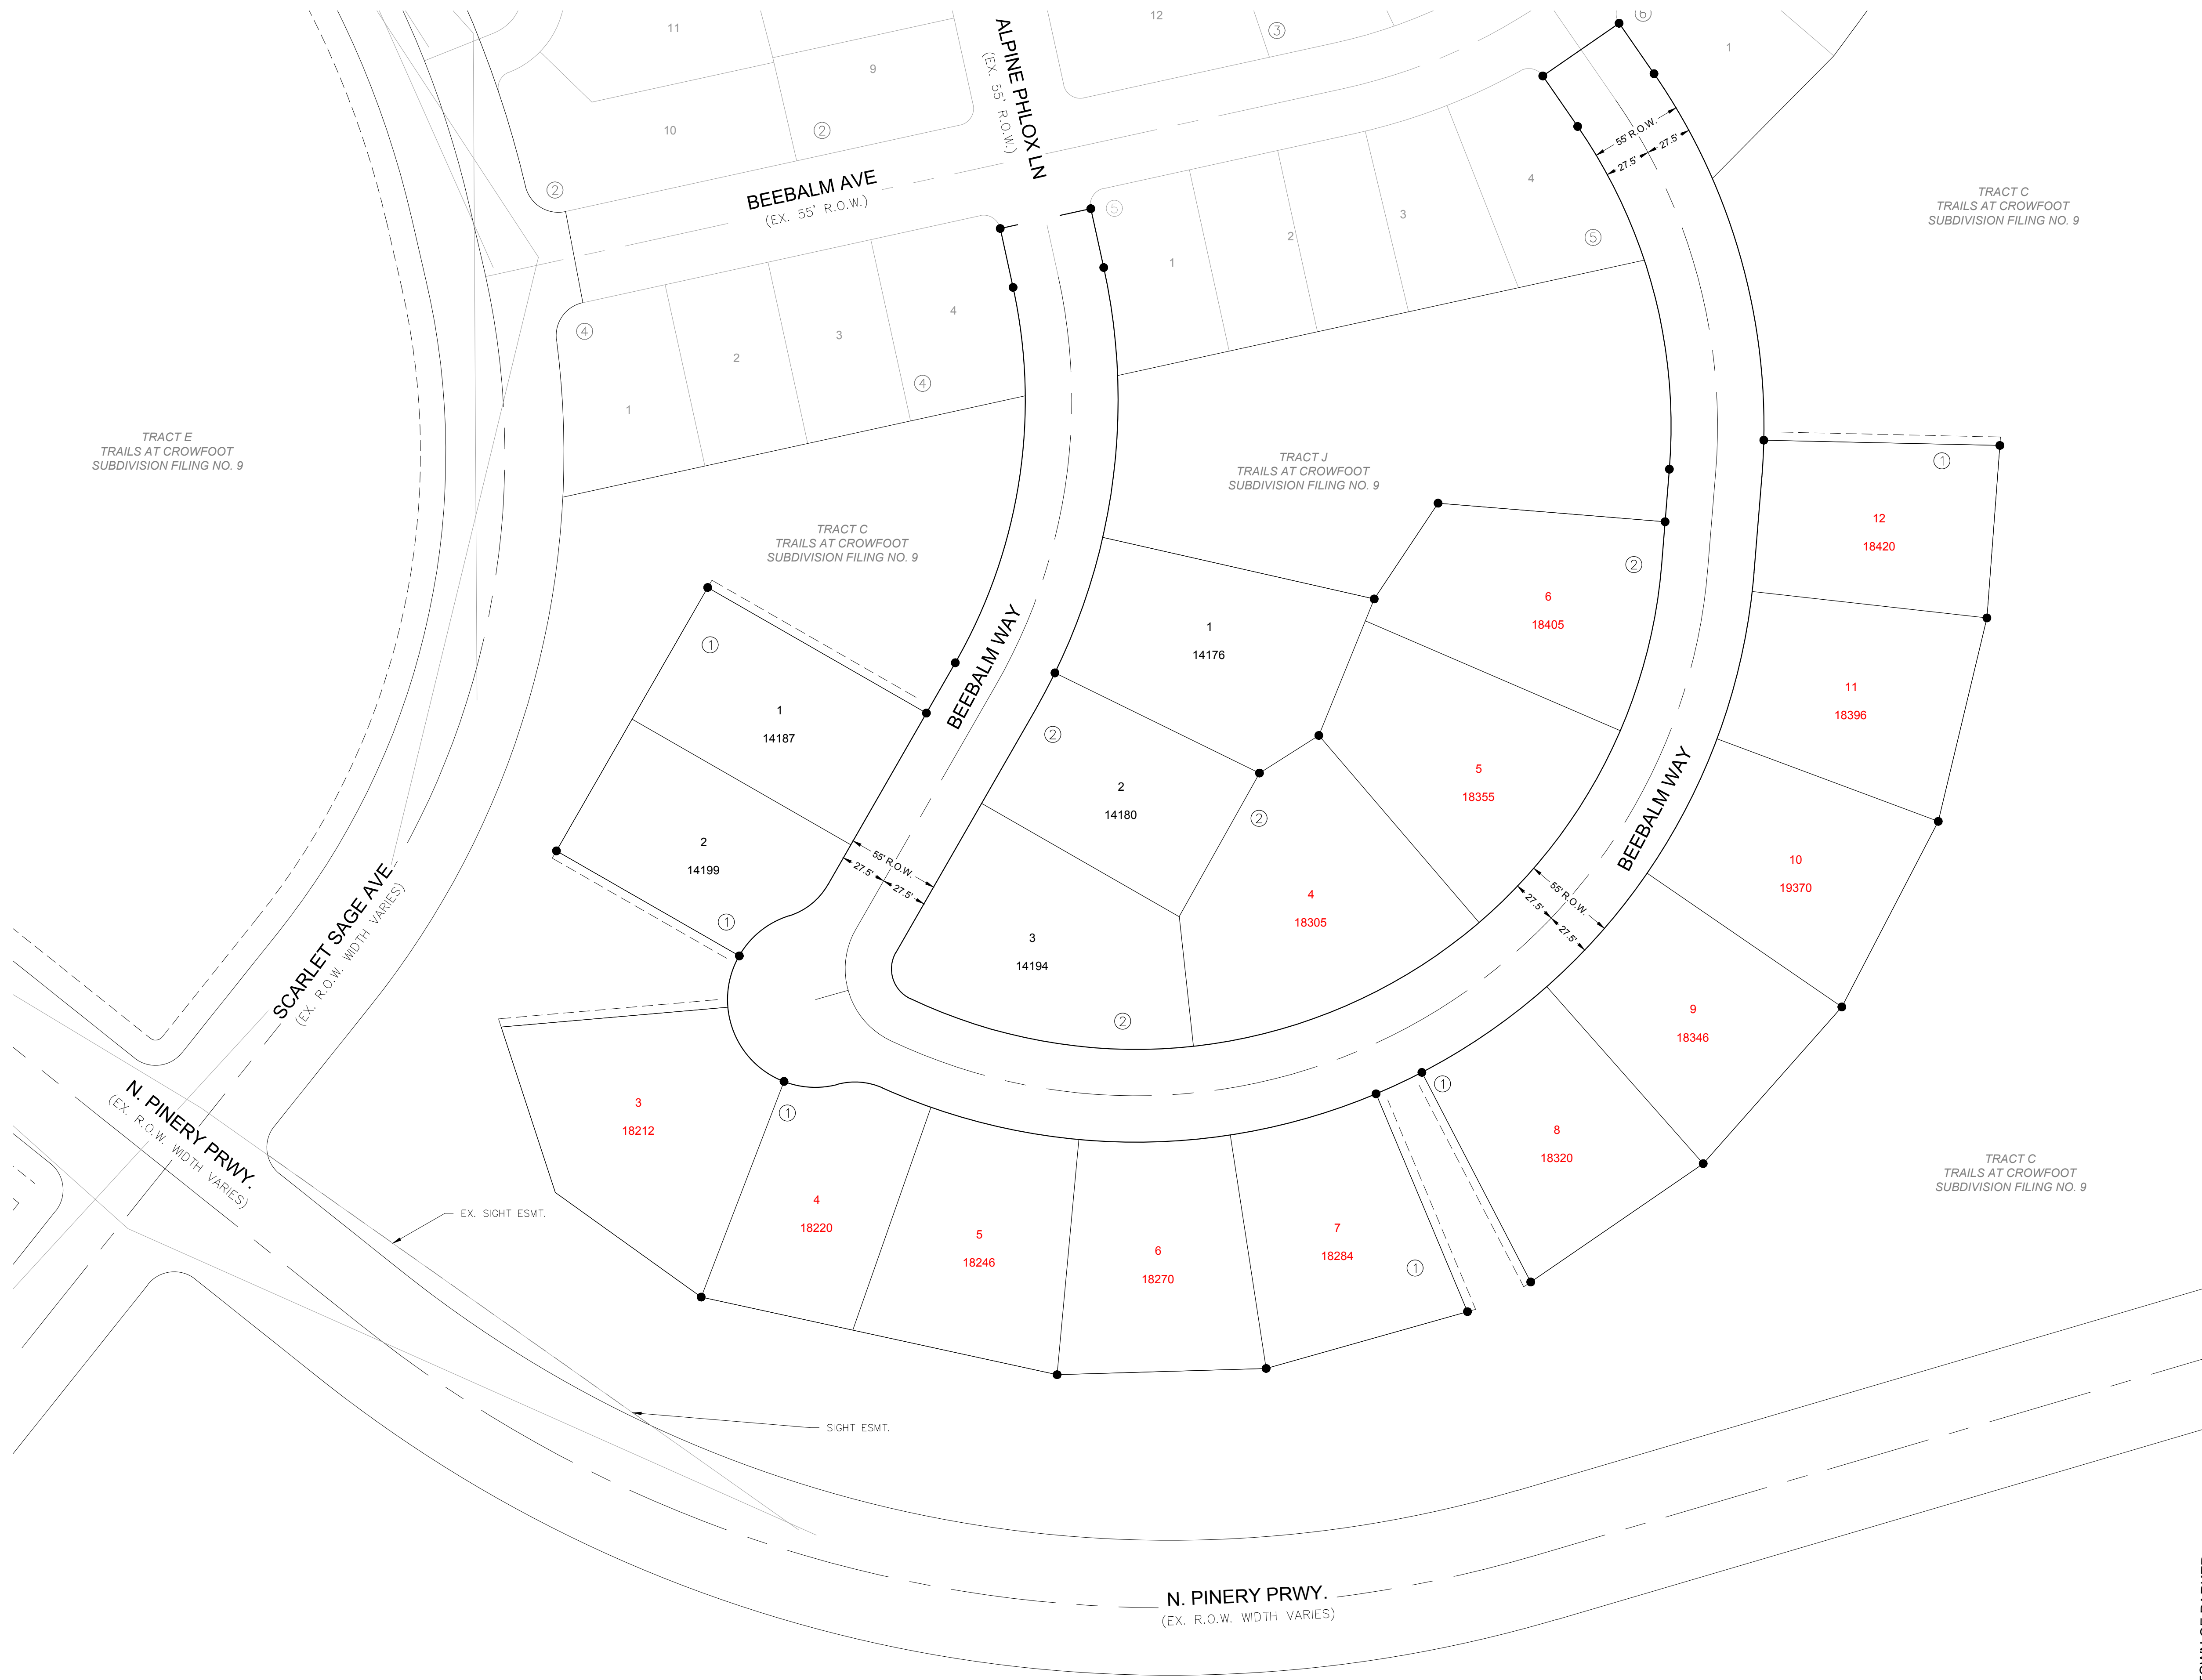 11
12
3
6
1
9
10
2
ALPINE PHLOX LN
(EX. 55' R.O.W.)
2
BEEBALM AVE
(EX. 55' R.O.W.)
5
4
3
2
1
5
55' R.O.W.
27.5'
27.5'
TRACT C
TRAILS AT CROWFOOT
SUBDIVISION FILING NO. 9
4
1
2
3
4
4
TRACT E
TRAILS AT CROWFOOT
SUBDIVISION FILING NO. 9
TRACT J
TRAILS AT CROWFOOT
SUBDIVISION FILING NO. 9
TRACT C
TRAILS AT CROWFOOT
SUBDIVISION FILING NO. 9
1
12
18420
2
6
18405
1
14176
BEEBALM WAY
1
1
14187
11
18396
2
2
14180
5
18355
2
BEEBALM WAY
2
14199
55' R.O.W.
27.5'
27.5'
10
19370
4
18305
55' R.O.W.
27.5'
27.5'
1
3
14194
2
SCARLET SAGE AVE
(EX. R.O.W. WIDTH VARIES)
9
18346
N. PINERY PRWY.
(EX. R.O.W. WIDTH VARIES)
3
18212
1
1
8
18320
4
18220
5
18246
6
18270
7
18284
1
TRACT C
TRAILS AT CROWFOOT
SUBDIVISION FILING NO. 9
EX. SIGHT ESMT.
SIGHT ESMT.
N. PINERY PRWY.
(EX. R.O.W. WIDTH VARIES)